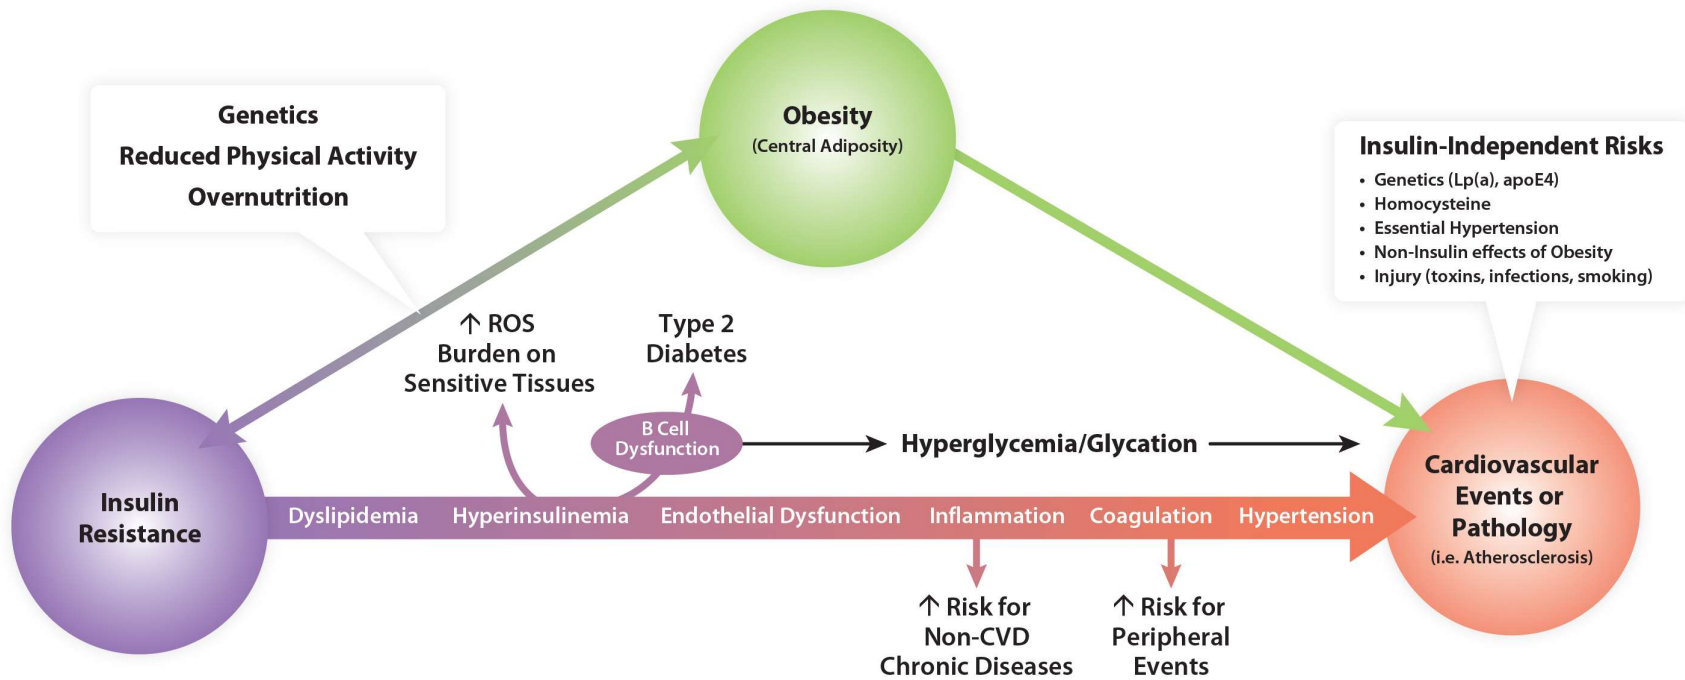 Genetics
Reduced Physical Activity
Overnutrition
Obesity
(Central Adiposity)
Insulin-Independent Risks
• Genetics (Lp(a), apoE4)
• Homocysteine
• Essential Hypertension
• Non-Insulin effects of Obesity
• Injury (toxins, infections, smoking)
↑ ROS
Burden on
Sensitive Tissues
Type 2
Diabetes
B Cell
Dysfunction
Hyperglycemia/Glycation
Insulin
Resistance
Dyslipidemia
Hyperinsulinemia
Endothelial Dysfunction
Inflammation
Coagulation
Hypertension
Cardiovascular
Events or
Pathology
(i.e. Atherosclerosis)
↑ Risk for
Non-CVD
Chronic Diseases
↑ Risk for
Peripheral
Events